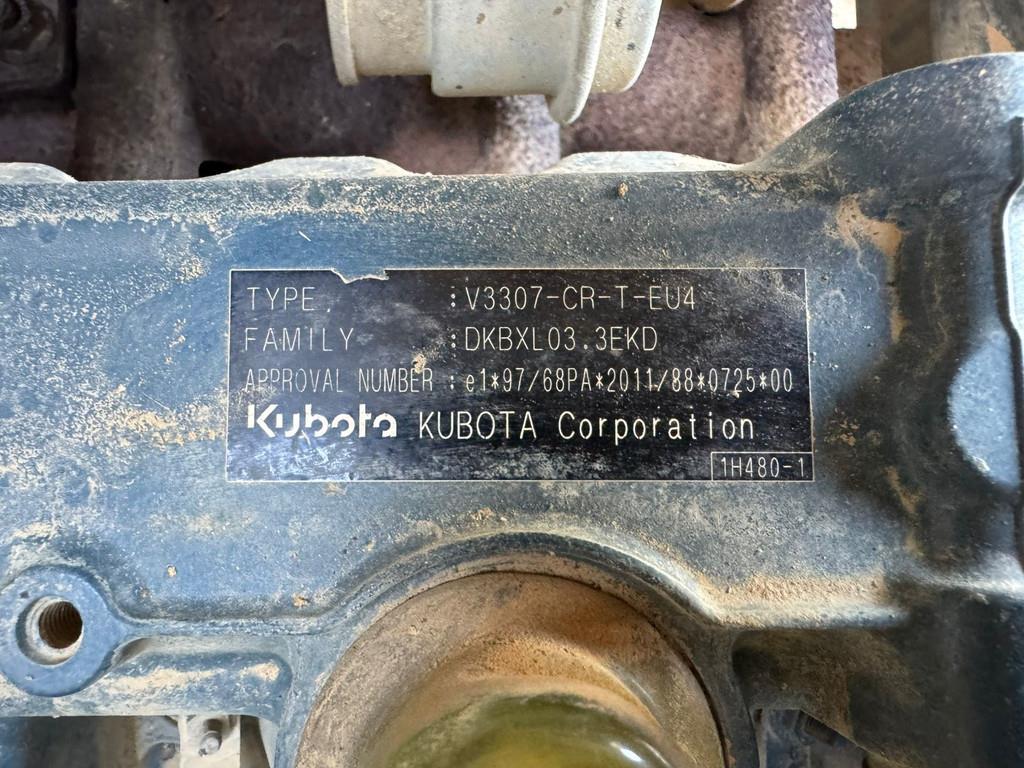 TYPE. : V3307-CR-T-EU4
FAMILY : DKBXL03.3EKD
APPROVAL NUMBER : e1*97/68PA*2011/88*0725*00
Kubota KUBOTA Corporation
1H480-1